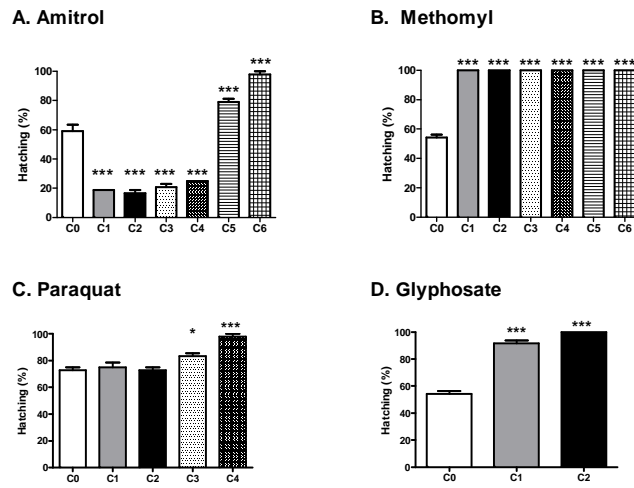 A. Amitrol
B. Methomyl
***
*** *** *** *** *** ***
100
80
60
40
20
0
Hatching (%)
*** *** *** *** ***
C0 C1 C2 C3 C4 C5 C6
100
80
60
40
20
0
Hatching (%)
C0 C1 C2 C3 C4 C5 C6
C. Paraquat
D. Glyphosate
* ***
100
80
60
40
20
0
Hatching (%)
C0 C1 C2 C3 C4
*** ***
100
80
60
40
20
0
Hatching (%)
C0 C1 C2